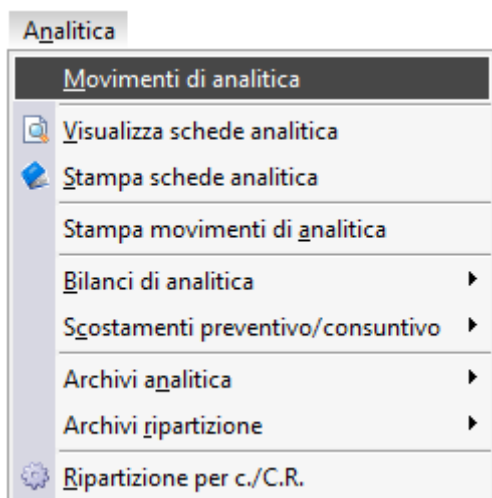 Analitica
Movimenti di analitica
Visualizza schede analitica
Stampa schede analitica
Stampa movimenti di analitica
Bilanci di analitica
Scostamenti preventivo/consuntivo
Archivi analitica
Archivi ripartizione
Ripartizione per c./C.R.